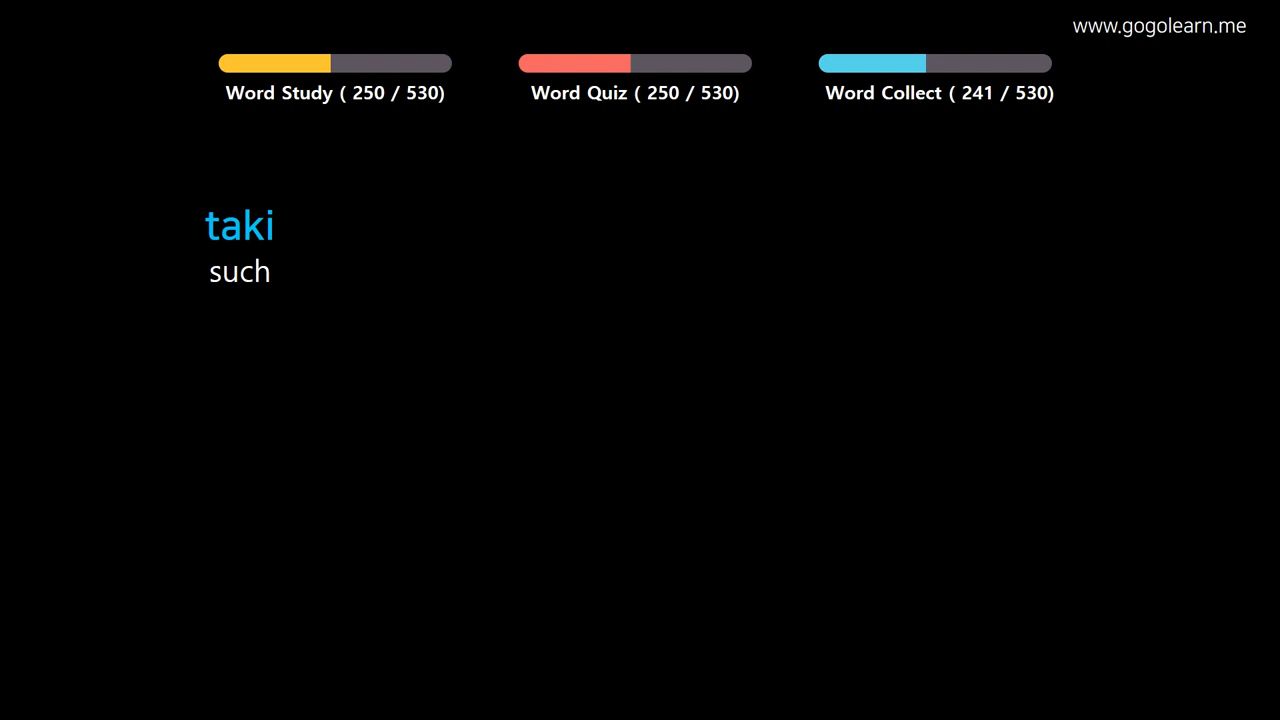 www.gogolearn.me
Word Study ( 250 / 530)
Word Quiz ( 250 / 530)
Word Collect ( 241 / 530)
taki
such